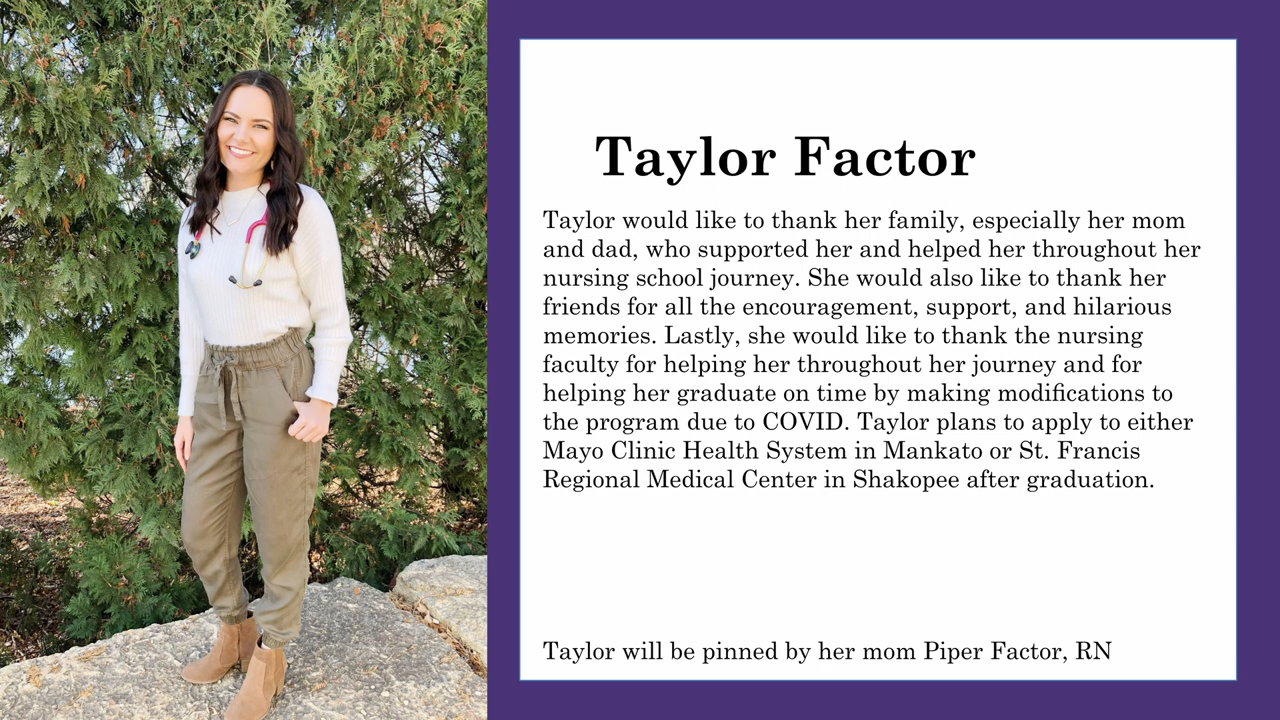 Taylor Factor
Taylor would like to thank her family, especially her mom
and dad, who supported her and helped her throughout her
nursing school journey. She would also like to thank her
friends for all the encouragement, support, and hilarious
memories. Lastly, she would like to thank the nursing
faculty for helping her throughout her journey and for
helping her graduate on time by making modifications to
the program due to COVID. Taylor plans to apply to either
Mayo Clinic Health System in Mankato or St. Francis
Regional Medical Center in Shakopee after graduation.
Taylor will be pinned by her mom Piper Factor, RN